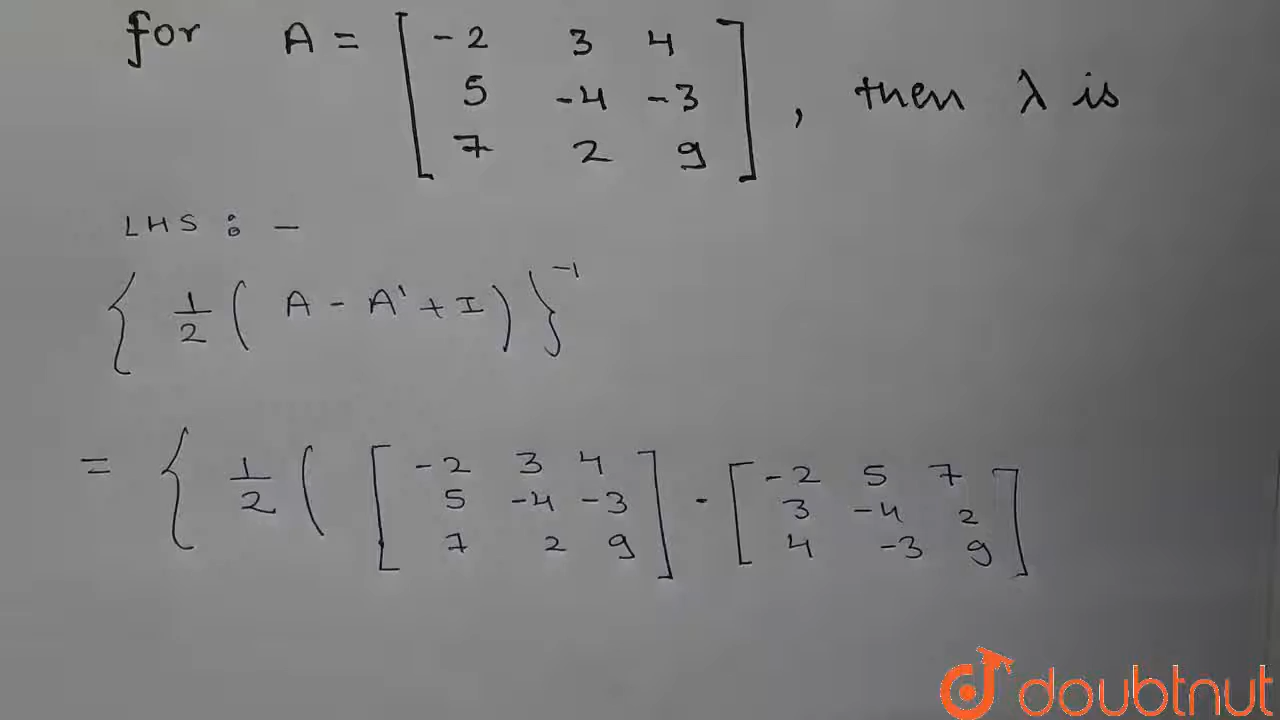 for A = [ -2 3 4
5 -4 -3
7 2 9 ] , then λ is
LHS : -
{ 1/2 ( A - A' + I ) }^-1
= { 1/2 ( [ -2 3 4 ] - [ -2 5 7 ]
5 -4 -3 3 -4 2
7 2 9 4 -3 9
doubtnut